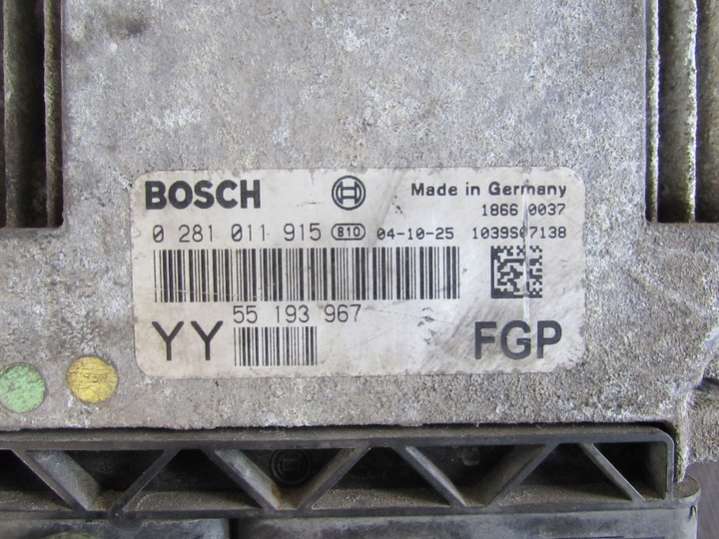 BOSCH Made in Germany
1866 0037
0 281 011 915 810 04-10-25 1039S07138
55 193 967
YY FGP